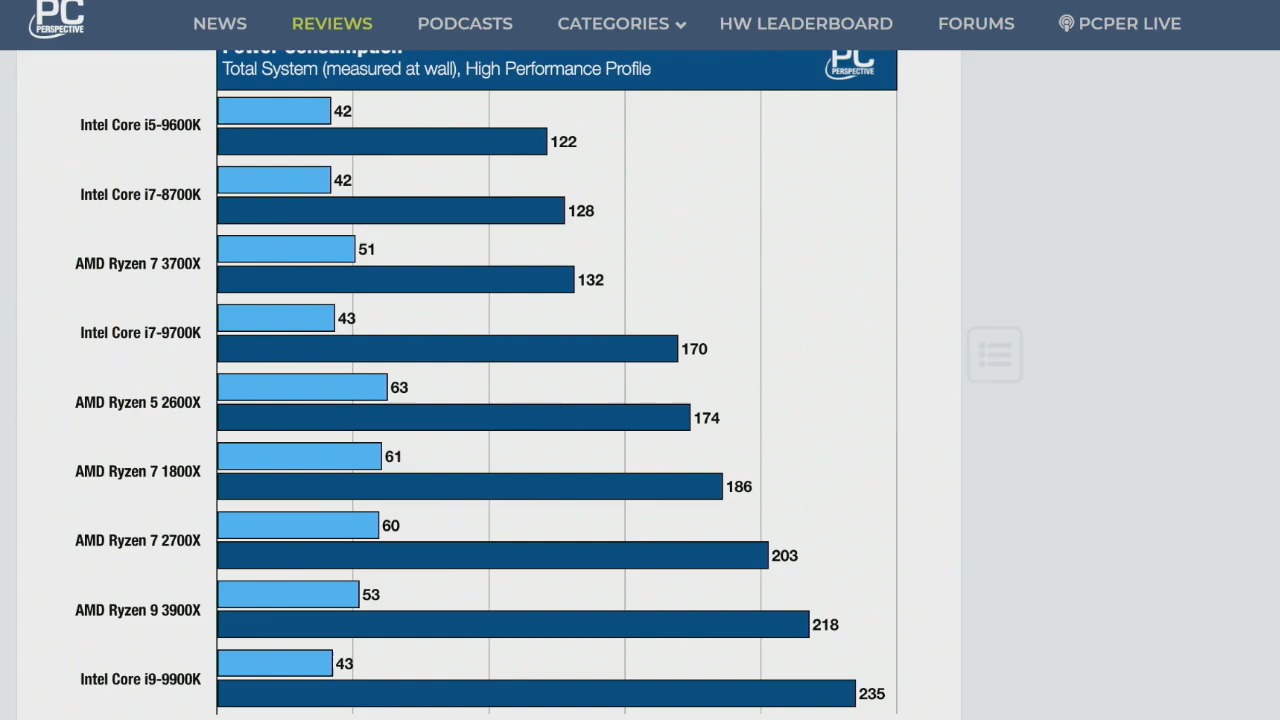 PC
PERSPECTIVE
NEWS
REVIEWS
PODCASTS
CATEGORIES
HW LEADERBOARD
FORUMS
PCPER LIVE
Power Consumption
Total System (measured at wall), High Performance Profile
PC
PERSPECTIVE
Intel Core i5-9600K
42
122
Intel Core i7-8700K
42
128
AMD Ryzen 7 3700X
51
132
Intel Core i7-9700K
43
170
AMD Ryzen 5 2600X
63
174
AMD Ryzen 7 1800X
61
186
AMD Ryzen 7 2700X
60
203
AMD Ryzen 9 3900X
53
218
Intel Core i9-9900K
43
235